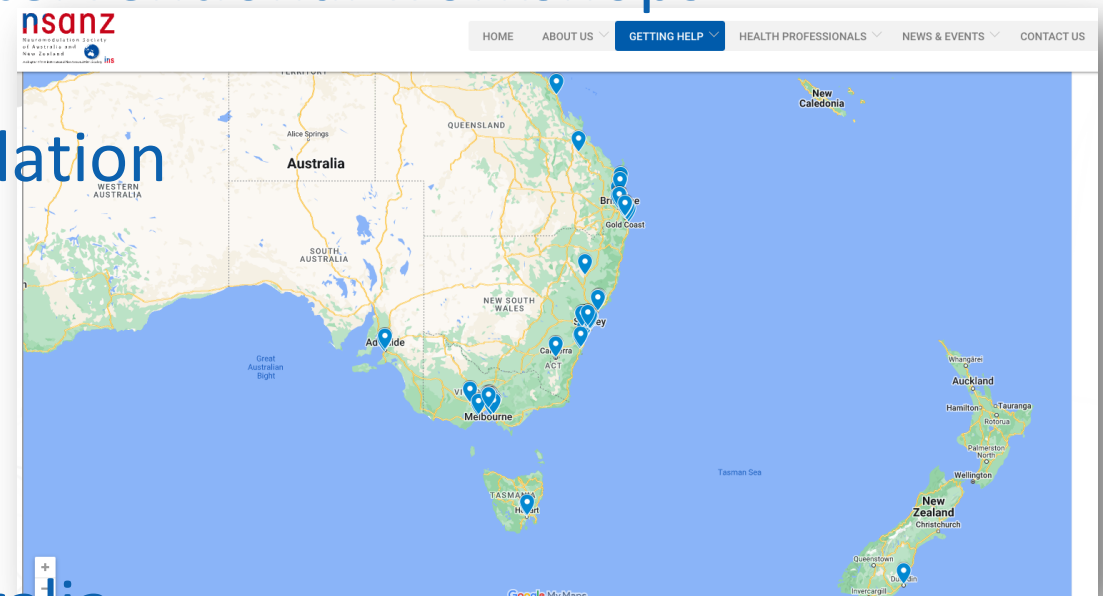 nsanz
Neuromodulation Society
of Australia and
New Zealand
ins
HOME
ABOUT US
GETTING HELP
HEALTH PROFESSIONALS
NEWS & EVENTS
CONTACT US
lation
TERRITORY
New
Caledonia
QUEENSLAND
Alice Springs
Australia
WESTERN
AUSTRALIA
Gold Coast
SOUTH
AUSTRALIA
NEW SOUTH
WALES
ACT
Great
Australian
Bight
Melbourne
Whangārei
Auckland
Hamilton
Tauranga
Rotorua
Palmerston
North
Wellington
Tasman Sea
New
Zealand
Christchurch
Queenstown
Invercargill
+
Google My Maps